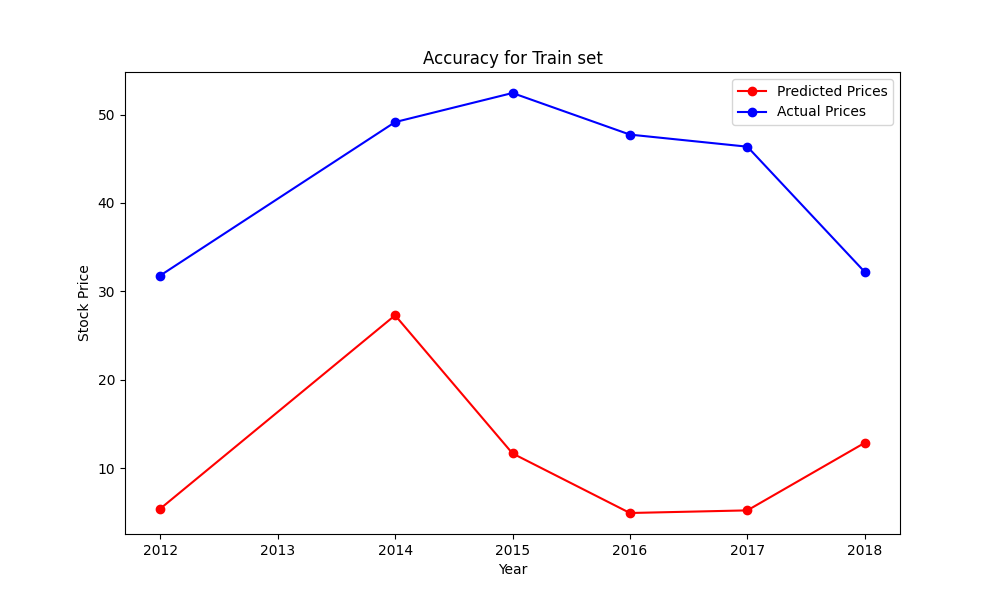 Accuracy for Train set
Predicted Prices
Actual Prices
50
40
30
20
10
Stock Price
2012 2013 2014 2015 2016 2017 2018
Year